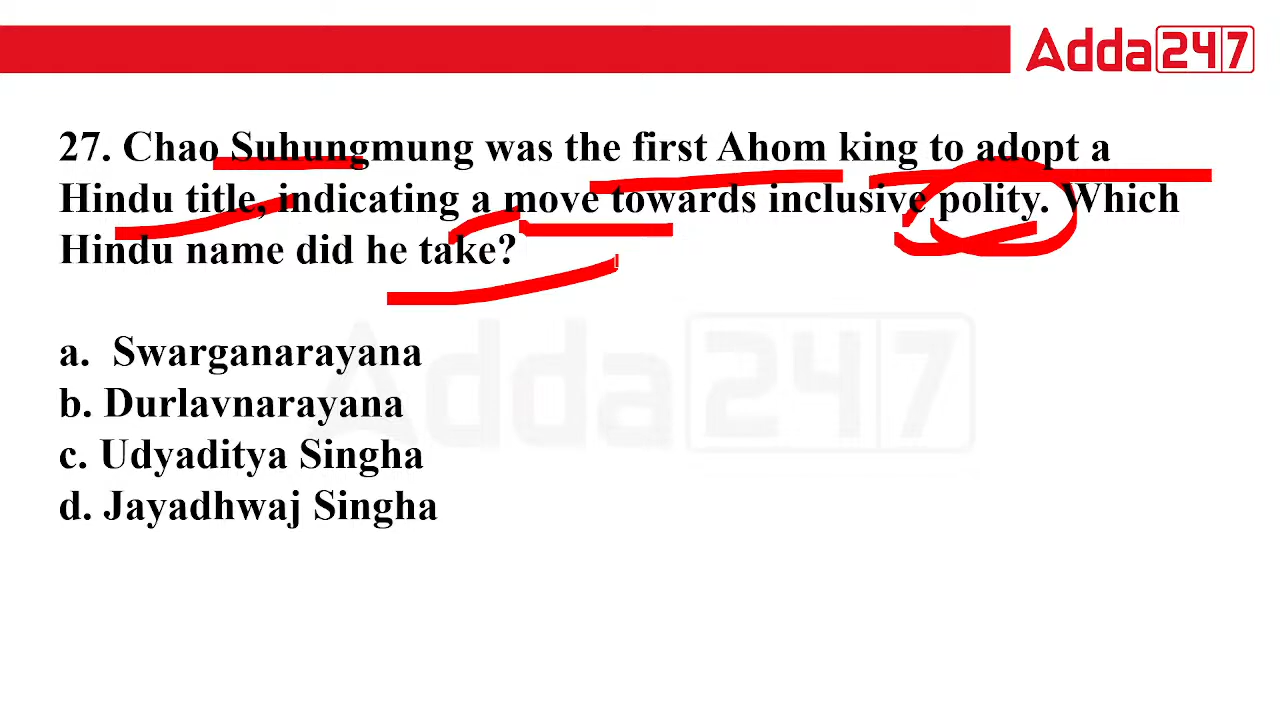 Adda247
27. Chao Suhungmung was the first Ahom king to adopt a
Hindu title, indicating a move towards inclusive polity. Which
Hindu name did he take?
a. Swarganarayana
b. Durlavnarayana
c. Udyaditya Singha
d. Jayadhwaj Singha
Adda247